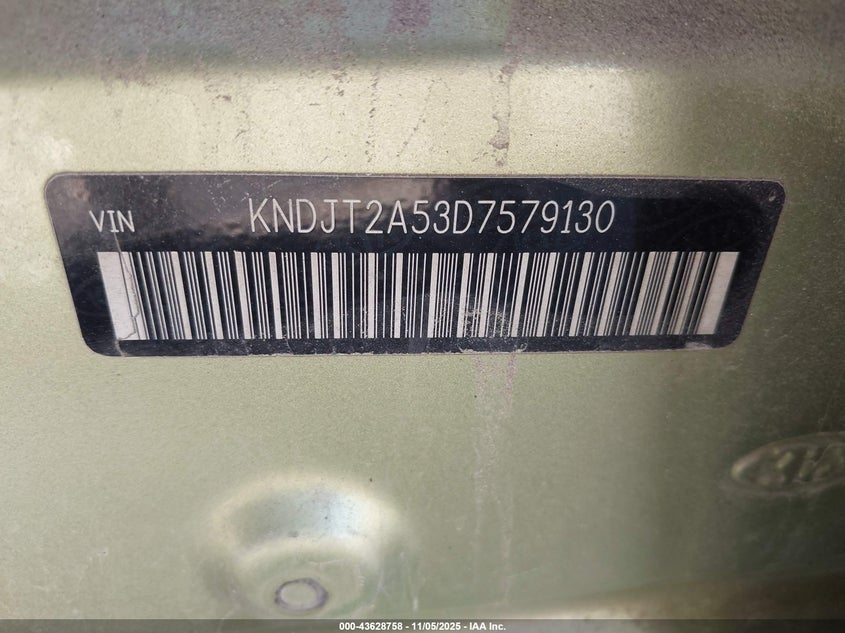 VIN KNDJT2A53D7579130
000-43628758 - 11/05/2025 - IAA Inc.